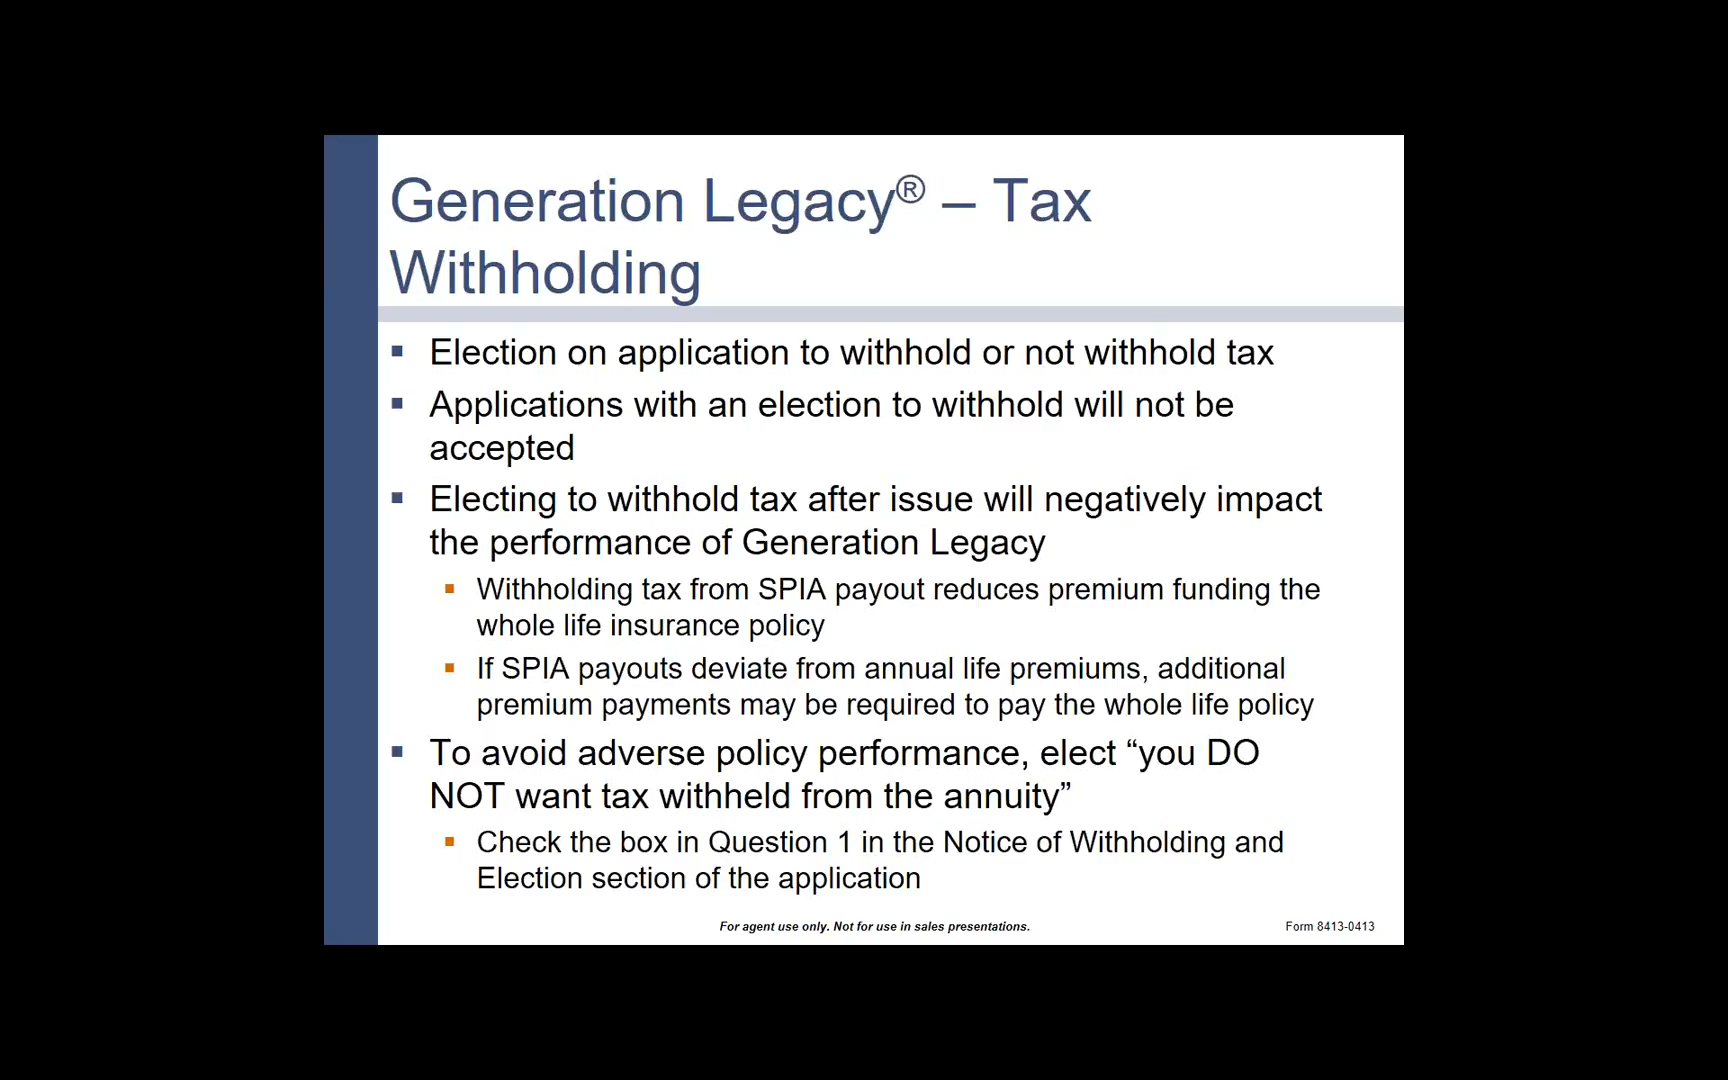 Generation Legacy® – Tax
Withholding
▪ Election on application to withhold or not withhold tax
▪ Applications with an election to withhold will not be
accepted
▪ Electing to withhold tax after issue will negatively impact
the performance of Generation Legacy
▪ Withholding tax from SPIA payout reduces premium funding the
whole life insurance policy
▪ If SPIA payouts deviate from annual life premiums, additional
premium payments may be required to pay the whole life policy
▪ To avoid adverse policy performance, elect “you DO
NOT want tax withheld from the annuity”
▪ Check the box in Question 1 in the Notice of Withholding and
Election section of the application
For agent use only. Not for use in sales presentations.
Form 8413-0413